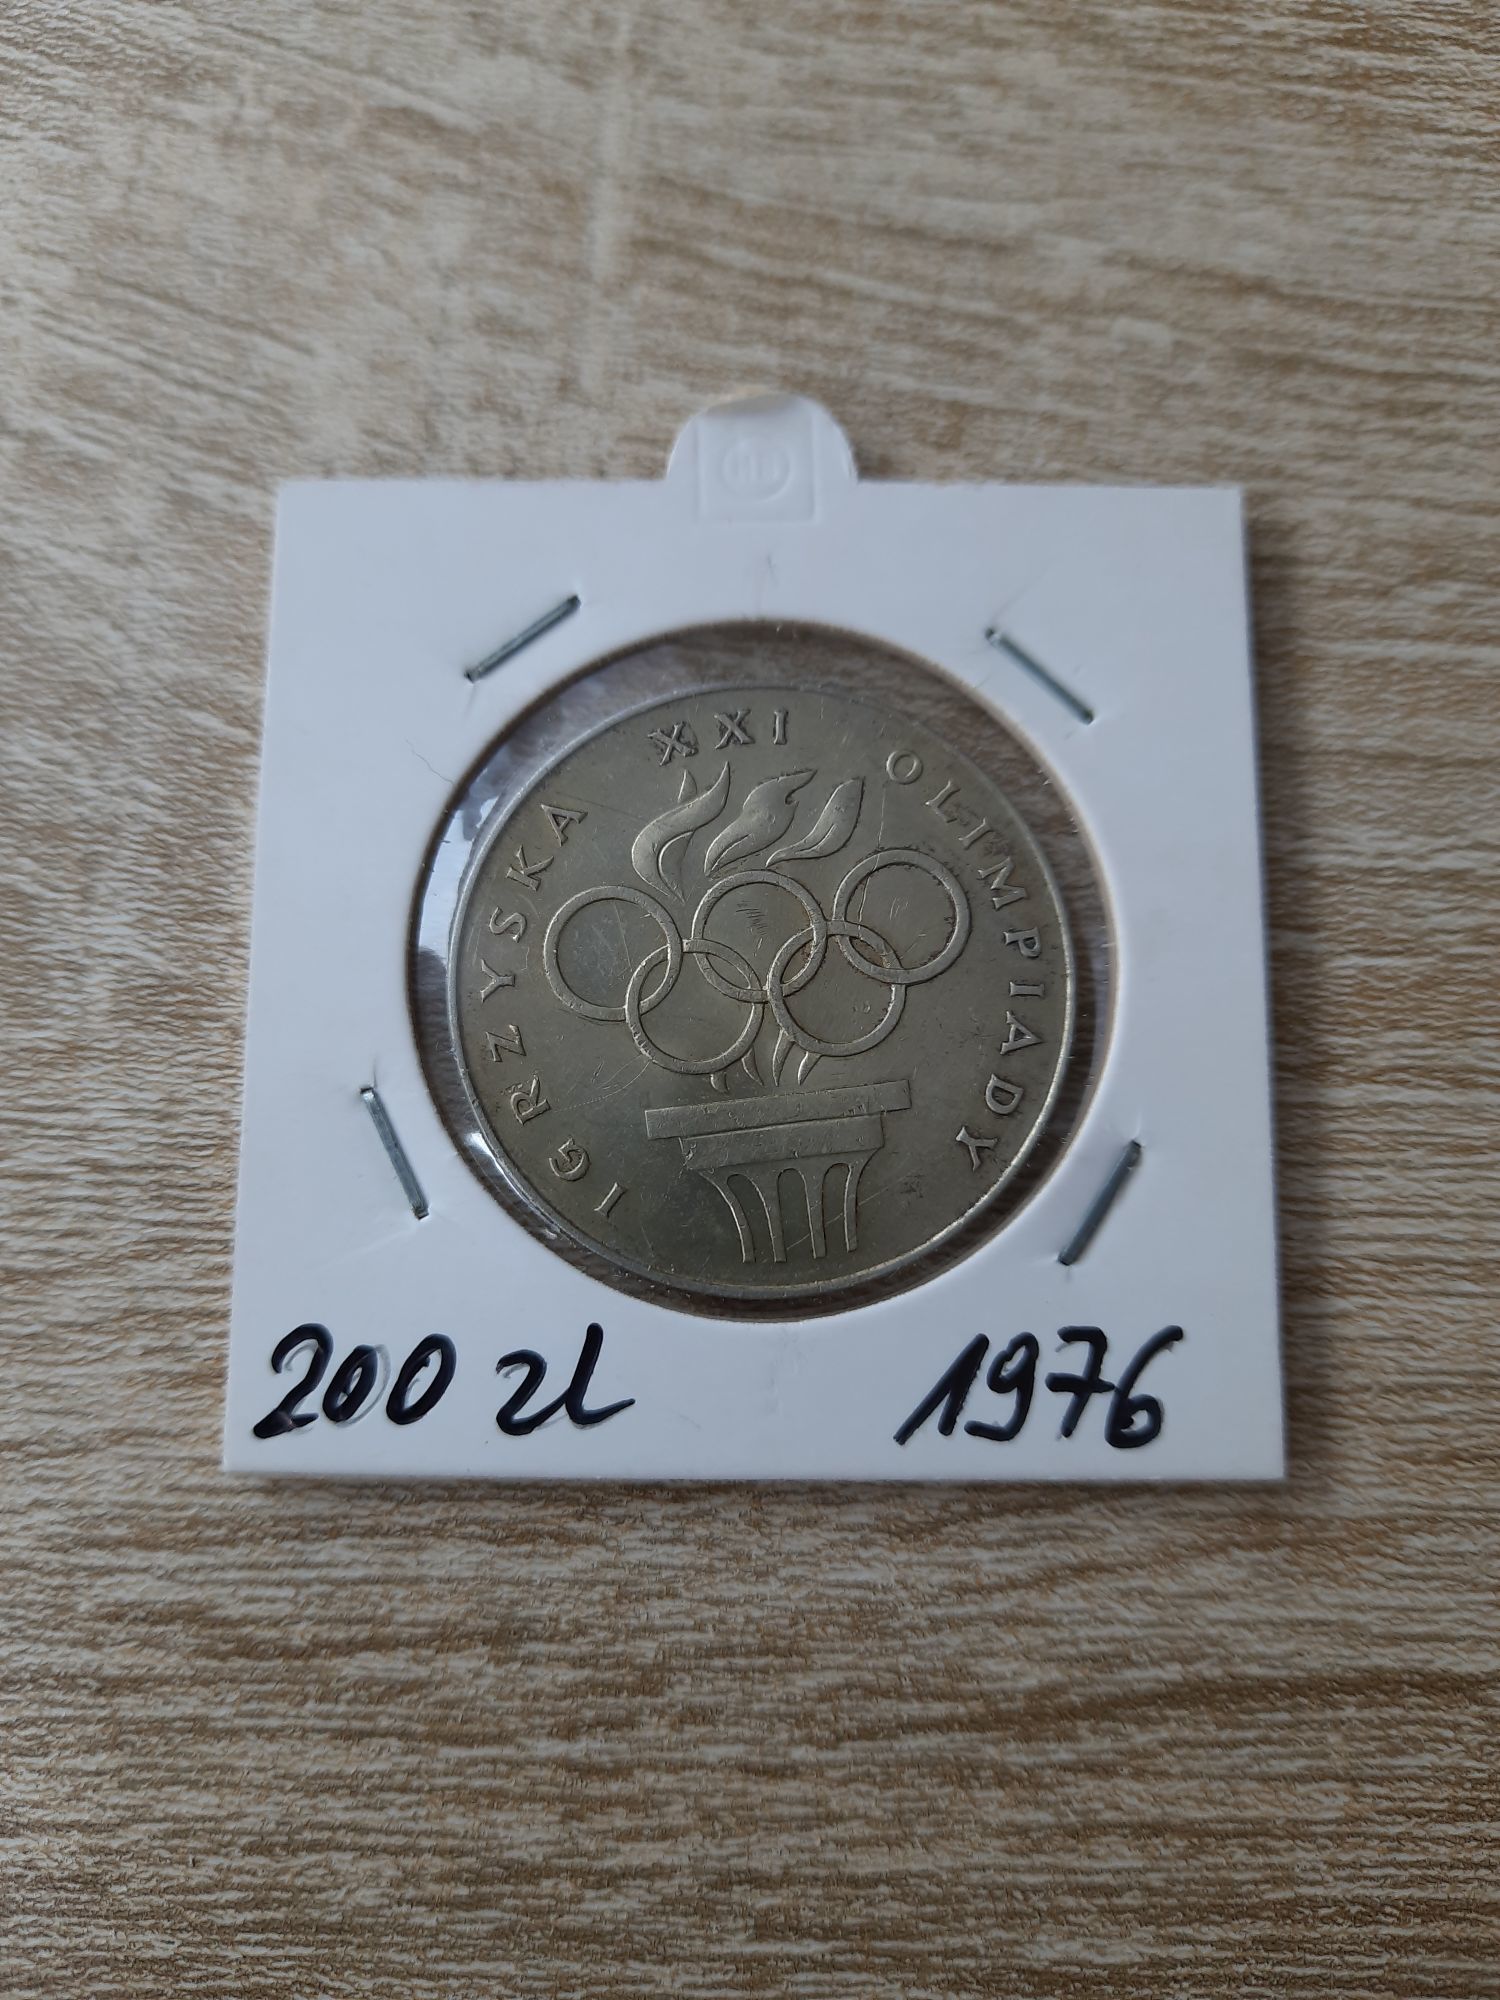 IGRZYSKA XXI OLIMPIADY
200 zł 1976